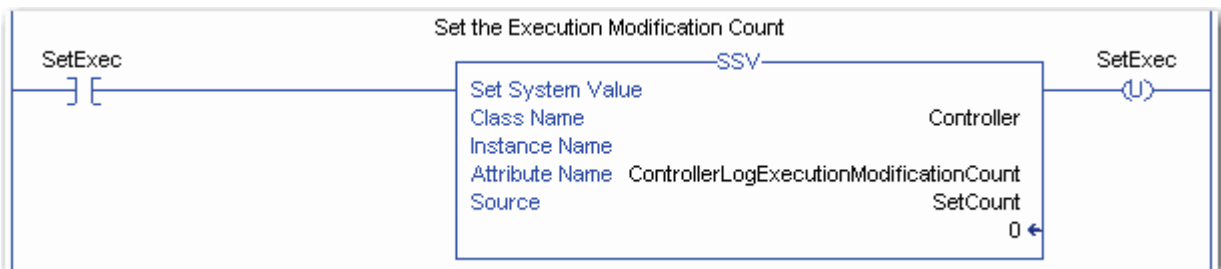 Set the Execution Modification Count
SetExec
SSV
SetExec
U
Set System Value
Class Name Controller
Instance Name
Attribute Name ControllerLogExecutionModificationCount
Source SetCount
0